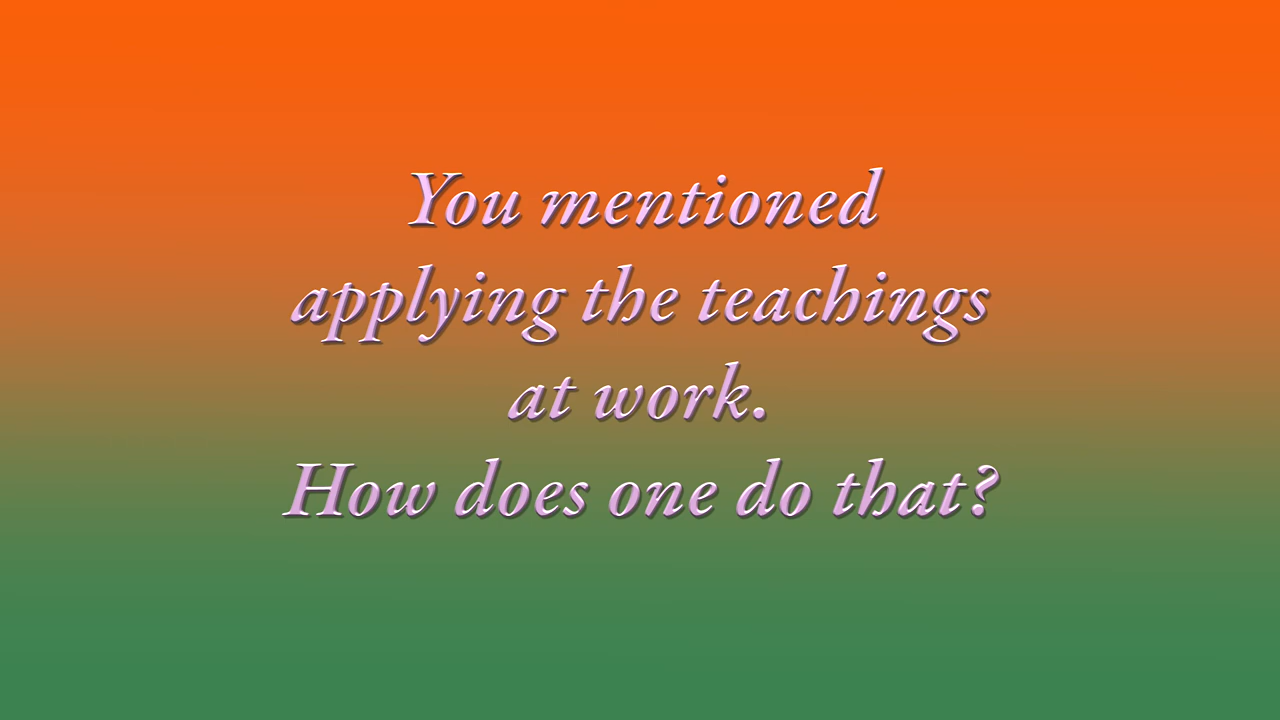 You mentioned
applying the teachings
at work.
How does one do that?